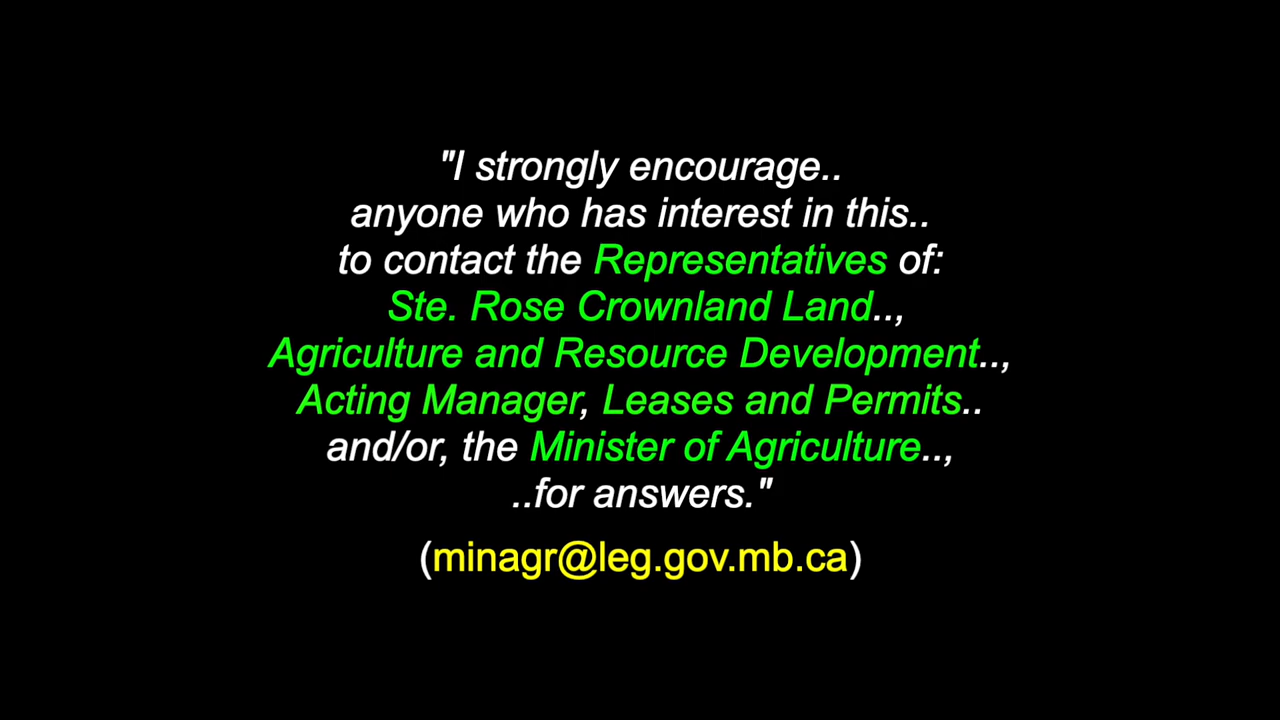 "I strongly encourage..
anyone who has interest in this..
to contact the Representatives of:
Ste. Rose Crownland Land..,
Agriculture and Resource Development..,
Acting Manager, Leases and Permits..
and/or, the Minister of Agriculture..,
..for answers."
(minagr@leg.gov.mb.ca)